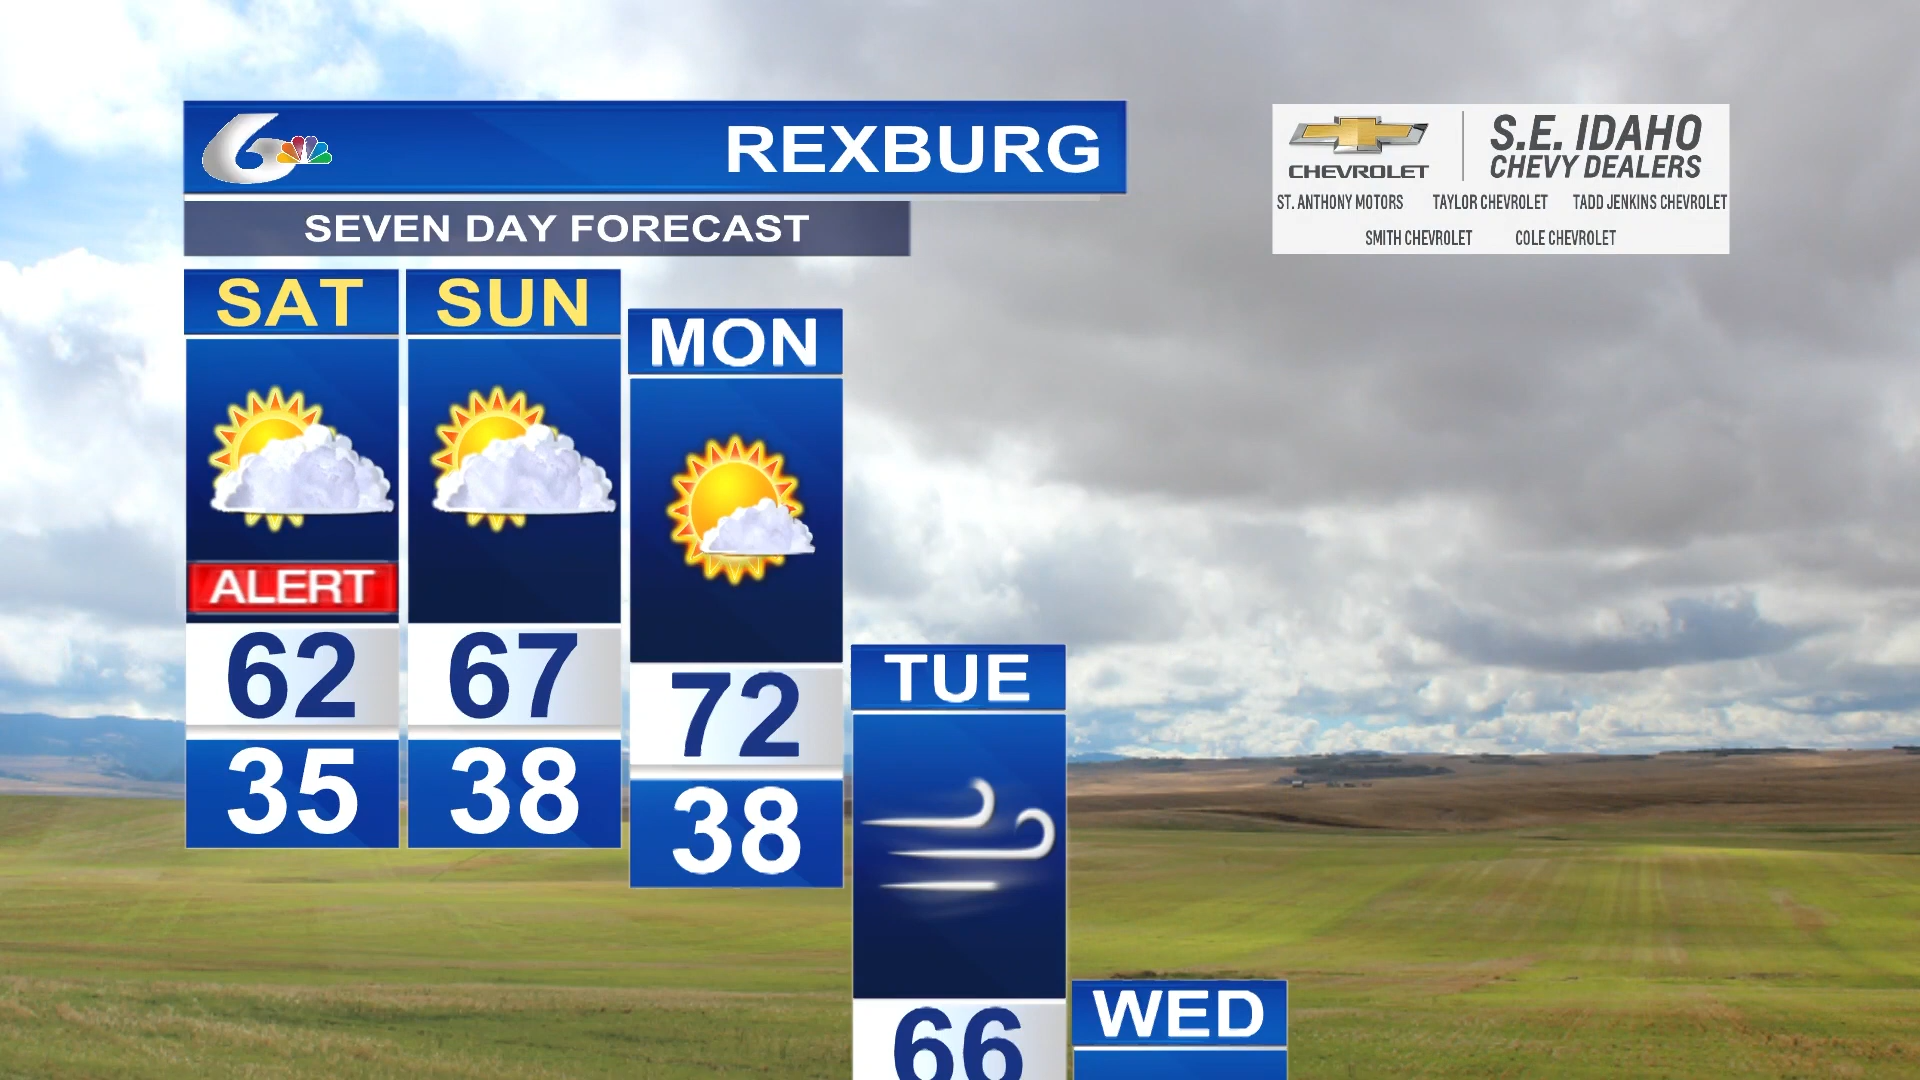 6
REXBURG
SEVEN DAY FORECAST
CHEVROLET
S.E. IDAHO
CHEVY DEALERS
ST. ANTHONY MOTORS TAYLOR CHEVROLET TADD JENKINS CHEVROLET
SMITH CHEVROLET COLE CHEVROLET
SAT
ALERT
62
35
SUN
67
38
MON
72
38
TUE
66
WED